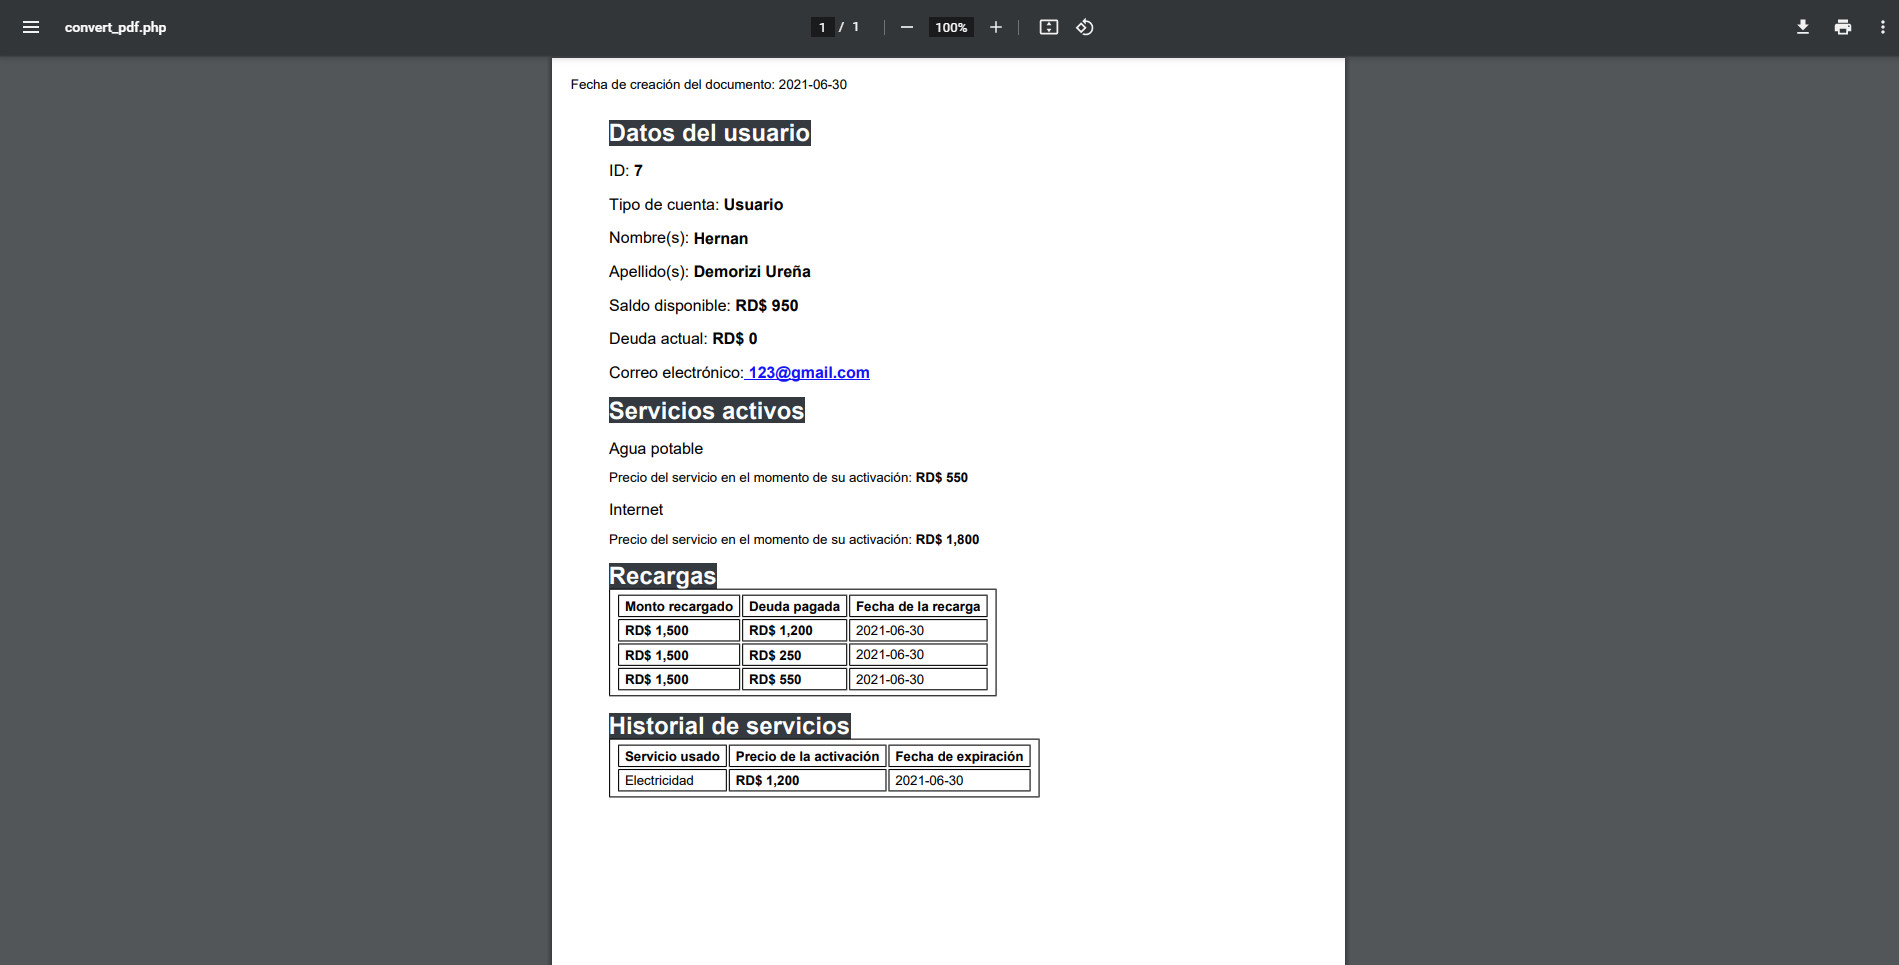 convert_pdf.php
1 / 1
100%
Fecha de creación del documento: 2021-06-30
Datos del usuario
ID: 7
Tipo de cuenta: Usuario
Nombre(s): Hernan
Apellido(s): Demorizi Ureña
Saldo disponible: RD$ 950
Deuda actual: RD$ 0
Correo electrónico: 123@gmail.com
Servicios activos
Agua potable
Precio del servicio en el momento de su activación: RD$ 550
Internet
Precio del servicio en el momento de su activación: RD$ 1,800
Recargas
Monto recargado Deuda pagada Fecha de la recarga
RD$ 1,500 RD$ 1,200 2021-06-30
RD$ 1,500 RD$ 250 2021-06-30
RD$ 1,500 RD$ 550 2021-06-30
Historial de servicios
Servicio usado Precio de la activación Fecha de expiración
Electricidad RD$ 1,200 2021-06-30